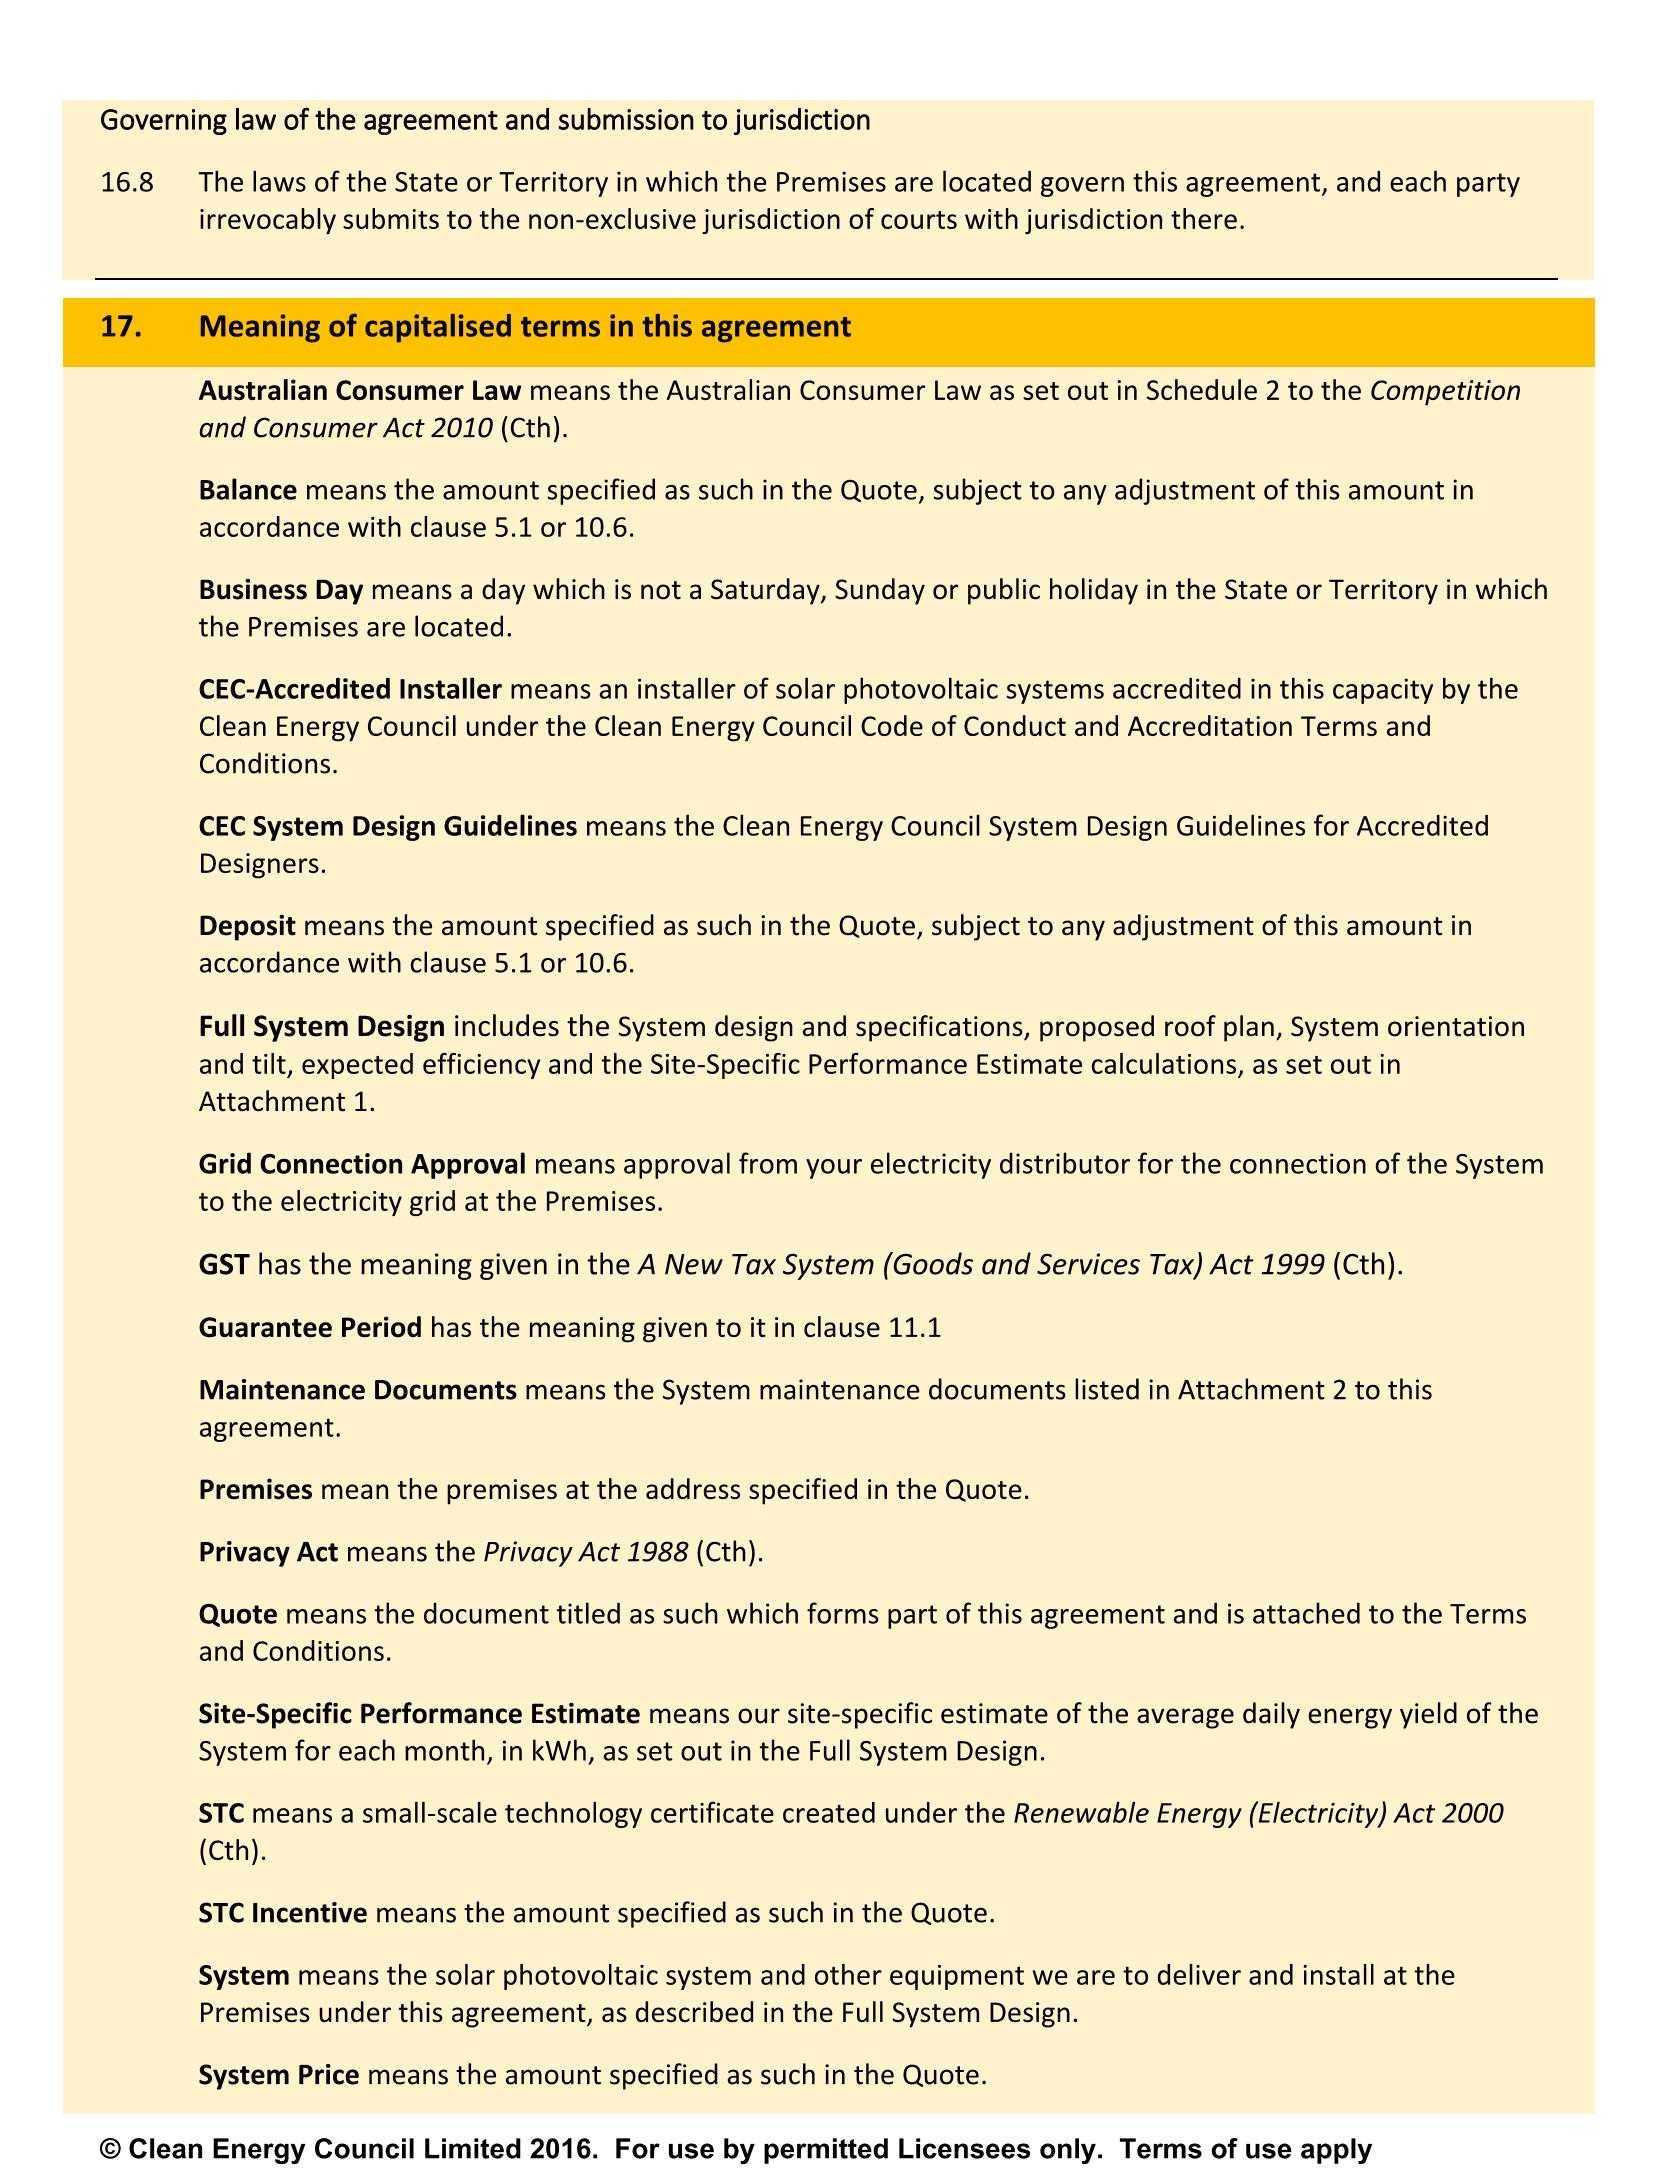 Governing law of the agreement and submission to jurisdiction
16.8 The laws of the State or Territory in which the Premises are located govern this agreement, and each party
irrevocably submits to the non-exclusive jurisdiction of courts with jurisdiction there.
17. Meaning of capitalised terms in this agreement
Australian Consumer Law means the Australian Consumer Law as set out in Schedule 2 to the Competition
and Consumer Act 2010 (Cth).
Balance means the amount specified as such in the Quote, subject to any adjustment of this amount in
accordance with clause 5.1 or 10.6.
Business Day means a day which is not a Saturday, Sunday or public holiday in the State or Territory in which
the Premises are located.
CEC-Accredited Installer means an installer of solar photovoltaic systems accredited in this capacity by the
Clean Energy Council under the Clean Energy Council Code of Conduct and Accreditation Terms and
Conditions.
CEC System Design Guidelines means the Clean Energy Council System Design Guidelines for Accredited
Designers.
Deposit means the amount specified as such in the Quote, subject to any adjustment of this amount in
accordance with clause 5.1 or 10.6.
Full System Design includes the System design and specifications, proposed roof plan, System orientation
and tilt, expected efficiency and the Site-Specific Performance Estimate calculations, as set out in
Attachment 1.
Grid Connection Approval means approval from your electricity distributor for the connection of the System
to the electricity grid at the Premises.
GST has the meaning given in the A New Tax System (Goods and Services Tax) Act 1999 (Cth).
Guarantee Period has the meaning given to it in clause 11.1
Maintenance Documents means the System maintenance documents listed in Attachment 2 to this
agreement.
Premises mean the premises at the address specified in the Quote.
Privacy Act means the Privacy Act 1988 (Cth).
Quote means the document titled as such which forms part of this agreement and is attached to the Terms
and Conditions.
Site-Specific Performance Estimate means our site-specific estimate of the average daily energy yield of the
System for each month, in kWh, as set out in the Full System Design.
STC means a small-scale technology certificate created under the Renewable Energy (Electricity) Act 2000
(Cth).
STC Incentive means the amount specified as such in the Quote.
System means the solar photovoltaic system and other equipment we are to deliver and install at the
Premises under this agreement, as described in the Full System Design.
System Price means the amount specified as such in the Quote.
© Clean Energy Council Limited 2016. For use by permitted Licensees only. Terms of use apply